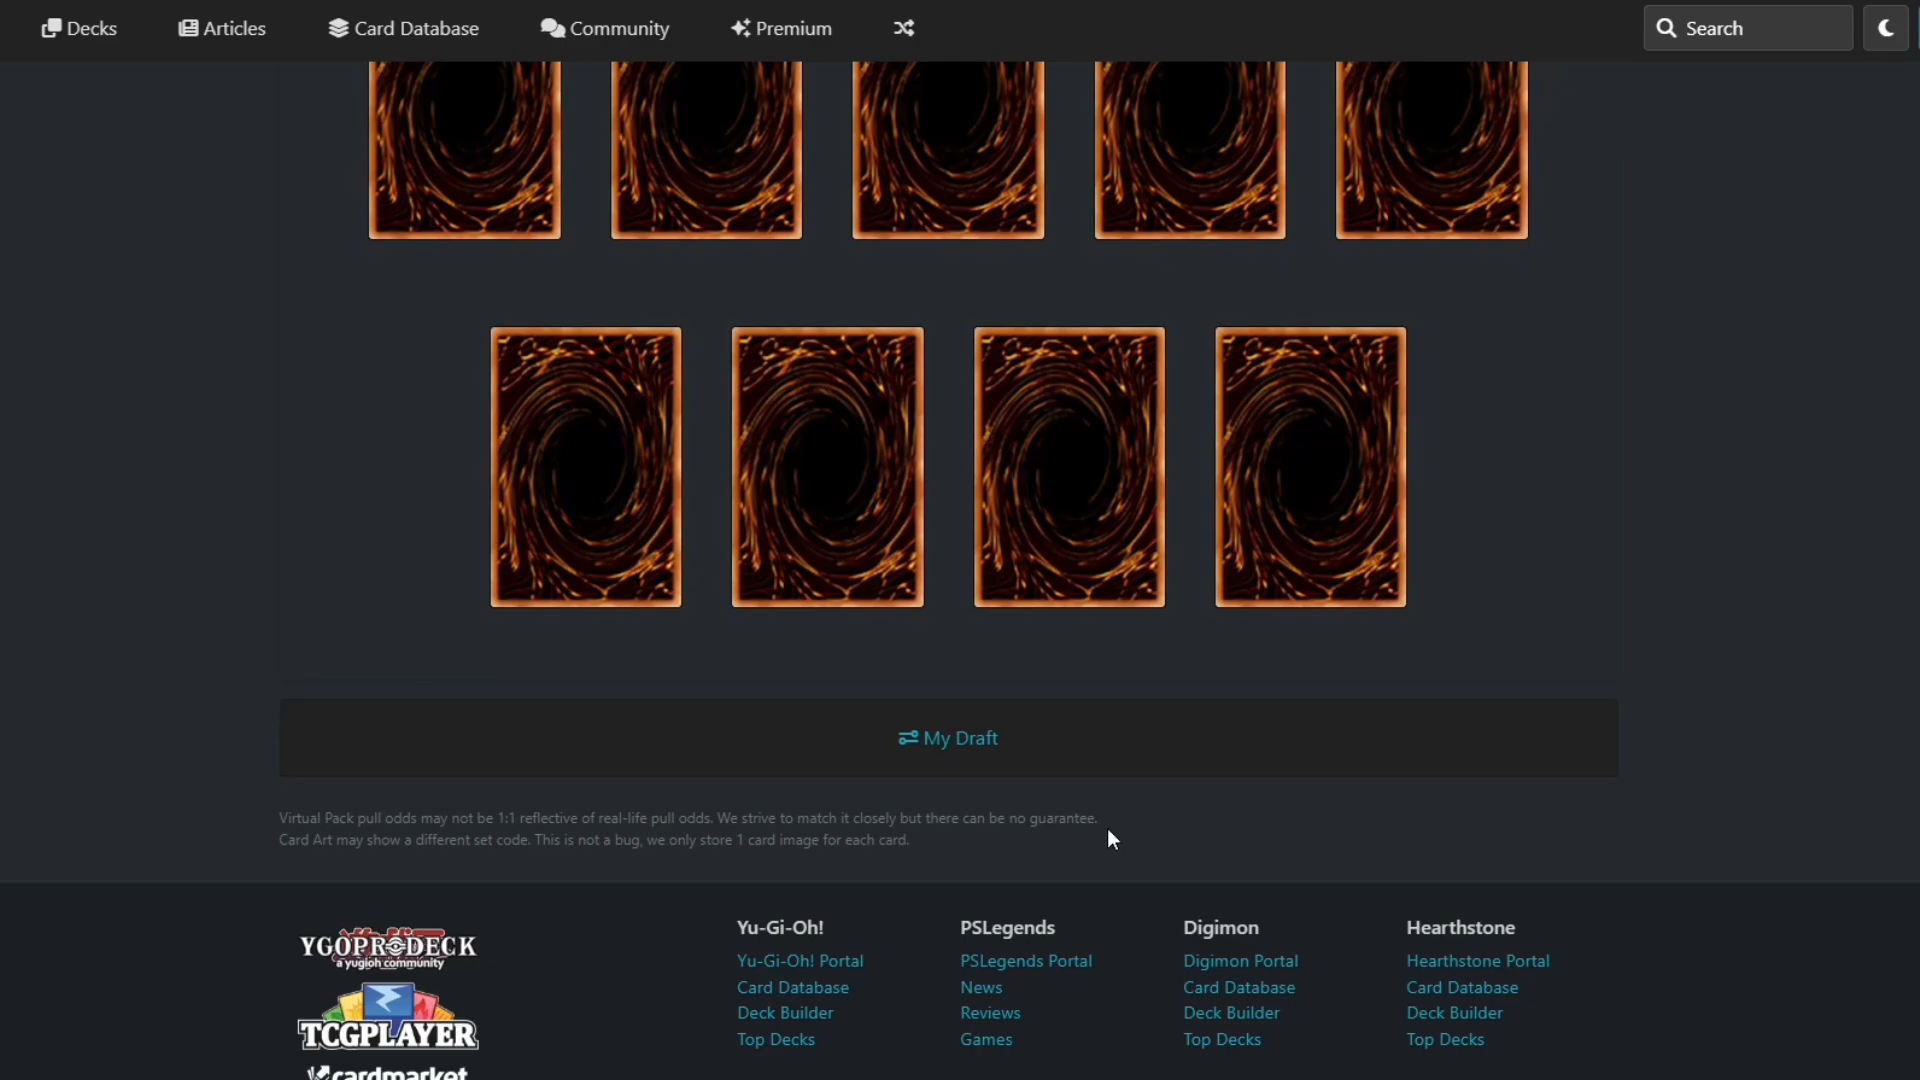 Decks
Articles
Card Database
Community
Premium
Search
My Draft
Virtual Pack pull odds may not be 1:1 reflective of real-life pull odds. We strive to match it closely but there can be no guarantee.
Card Art may show a different set code. This is not a bug, we only store 1 card image for each card.
YGOPRODECK
a yugioh community
TCGPLAYER
cardmarket
Yu-Gi-Oh!
Yu-Gi-Oh! Portal
Card Database
Deck Builder
Top Decks
PSLegends
PSLegends Portal
News
Reviews
Games
Digimon
Digimon Portal
Card Database
Deck Builder
Top Decks
Hearthstone
Hearthstone Portal
Card Database
Deck Builder
Top Decks